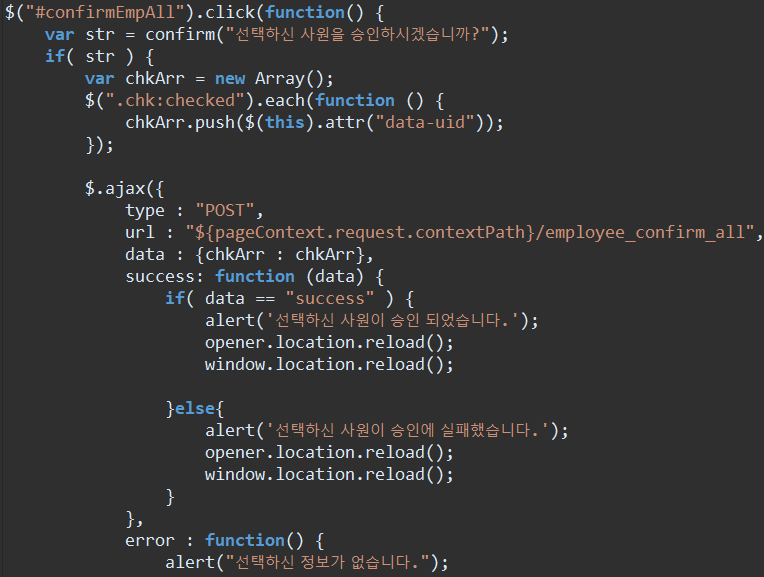 $("#confirmEmpAll").click(function() {
    var str = confirm("선택하신 사원을 승인하시겠습니까?");
    if( str ) {
        var chkArr = new Array();
        $(".chk:checked").each(function () {
            chkArr.push($(this).attr("data-uid"));
        });

        $.ajax({
            type : "POST",
            url : "${pageContext.request.contextPath}/employee_confirm_all",
            data : {chkArr : chkArr},
            success: function (data) {
                if( data == "success" ) {
                    alert('선택하신 사원이 승인 되었습니다.');
                    opener.location.reload();
                    window.location.reload();

                }else{
                    alert('선택하신 사원이 승인에 실패했습니다.');
                    opener.location.reload();
                    window.location.reload();
                }
            },
            error : function() {
                alert("선택하신 정보가 없습니다.");